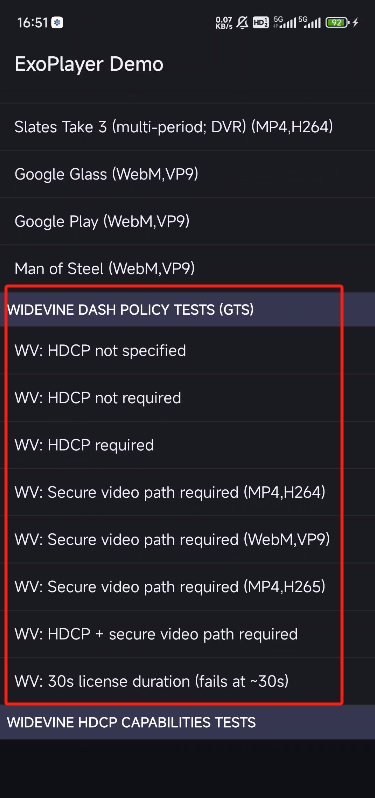 16:51 0.07 KB/s HD 5G 5G 92
ExoPlayer Demo
Slates Take 3 (multi-period; DVR) (MP4,H264)
Google Glass (WebM,VP9)
Google Play (WebM,VP9)
Man of Steel (WebM,VP9)
WIDEVINE DASH POLICY TESTS (GTS)
WV: HDCP not specified
WV: HDCP not required
WV: HDCP required
WV: Secure video path required (MP4,H264)
WV: Secure video path required (WebM,VP9)
WV: Secure video path required (MP4,H265)
WV: HDCP + secure video path required
WV: 30s license duration (fails at ~30s)
WIDEVINE HDCP CAPABILITIES TESTS